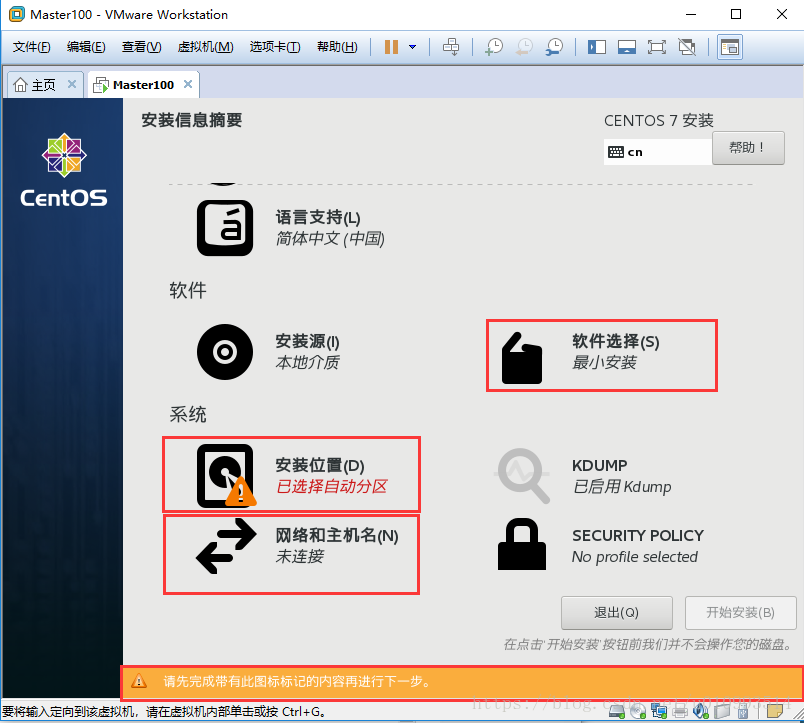 Master100 - VMware Workstation
文件(F) 编辑(E) 查看(V) 虚拟机(M) 选项卡(T) 帮助(H)
主页 Master100
安装信息摘要
CENTOS 7 安装
cn
帮助！
CentOS
语言支持(L)
简体中文 (中国)
软件
安装源(I)
本地介质
软件选择(S)
最小安装
系统
安装位置(D)
已选择自动分区
KDUMP
已启用 Kdump
网络和主机名(N)
未连接
SECURITY POLICY
No profile selected
退出(Q)
开始安装(B)
在点击'开始安装'按钮前我们并不会操作您的磁盘。
请先完成带有此图标标记的内容再进行下一步。
要将输入定向到该虚拟机，请在虚拟机内部单击或按 Ctrl+G。